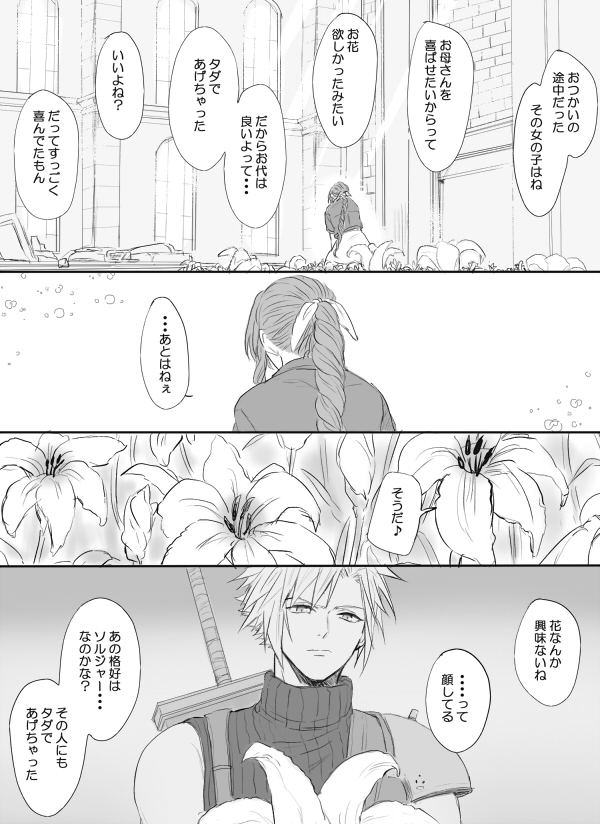 おつかいの
途中だった
その女の子はね
お母さんを
喜ばせたいからって
お花
欲しかったみたい
だからお代は
良いよって・・・
タダで
あげちゃった
いいよね?
だってすっごく
喜んでたもん
・・・あとはねぇ
そうだ♪
花なんか
興味ないね
・・・・って
顔してる
あの格好は
ソルジャー・・・
なのかな?
その人にも
タダで
あげちゃった